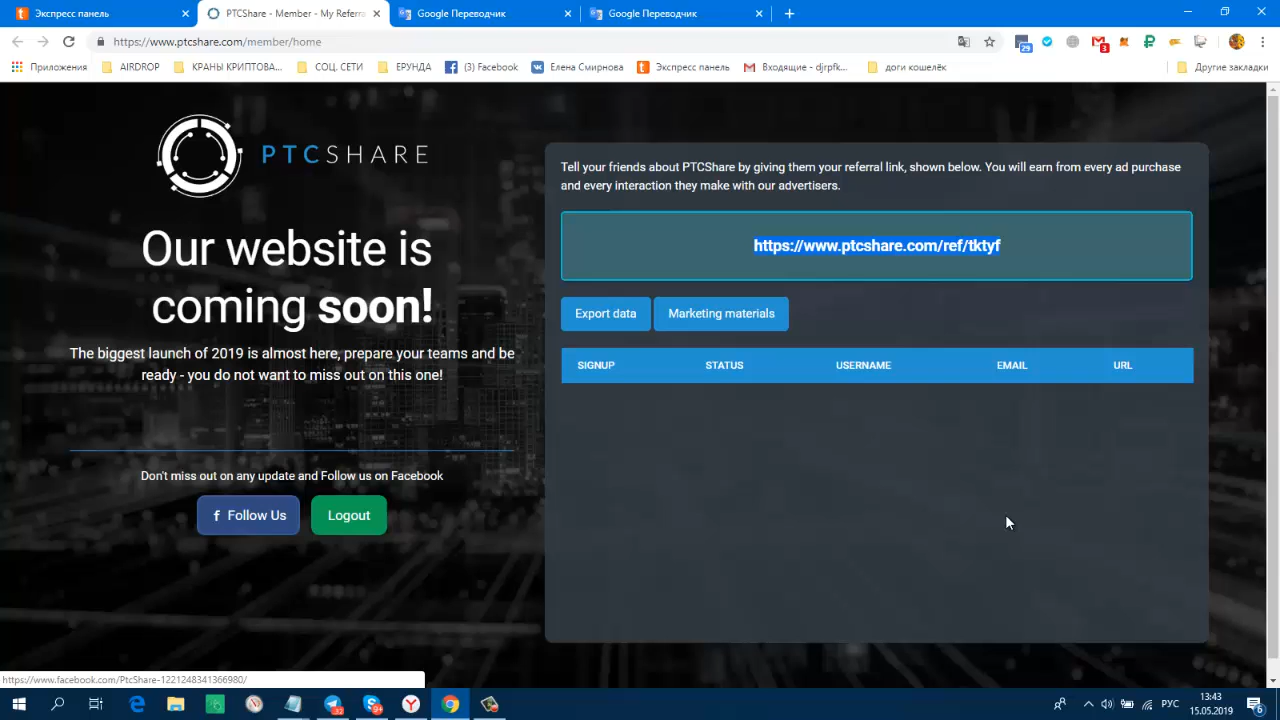 Экспресс панель
PTCShare - Member - My Referra
Google Переводчик
Google Переводчик
https://www.ptcshare.com/member/home
29
3
Приложения
AIRDROP
КРАНЫ КРИПТОВА...
СОЦ. СЕТИ
ЕРУНДА
(3) Facebook
Елена Смирнова
Экспресс панель
Входящие - djrpfk...
доги кошелёк
Другие закладки
PTCSHARE
Our website is
coming soon!
The biggest launch of 2019 is almost here, prepare your teams and be
ready - you do not want to miss out on this one!
Don't miss out on any update and Follow us on Facebook
Follow Us
Logout
Tell your friends about PTCShare by giving them your referral link, shown below. You will earn from every ad purchase
and every interaction they make with our advertisers.
https://www.ptcshare.com/ref/tktyf
Export data
Marketing materials
SIGNUP STATUS USERNAME EMAIL URL
https://www.facebook.com/PtcShare-1221248341366980/
РУС
13:43
15.05.2019
6